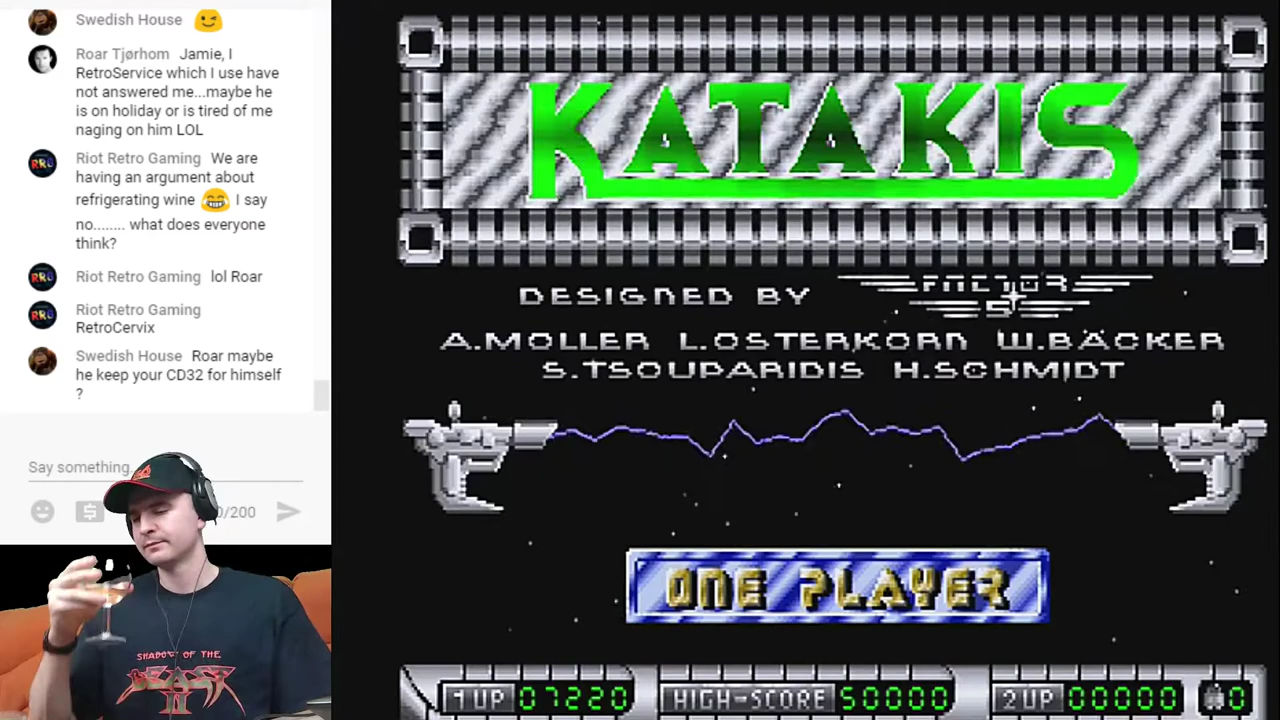 Swedish House 😉
Roar Tjørhom Jamie, I
RetroService which I use have
not answered me...maybe he
is on holiday or is tired of me
naging on him LOL
Riot Retro Gaming We are
having an argument about
refrigerating wine 😂 I say
no........ what does everyone
think?
Riot Retro Gaming lol Roar
Riot Retro Gaming
RetroCervix
Swedish House Roar maybe
he keep your CD32 for himself
?
Say something
0/200
SHADOW OF THE
BEAST
II
KATAKIS
DESIGNED BY FACTOR 5
A.MOLLER L.OSTERKORN W.BÄCKER
S.TSOUPARIDIS H.SCHMIDT
ONE PLAYER
1UP 07220 HIGH-SCORE 50000 2UP 00000 0